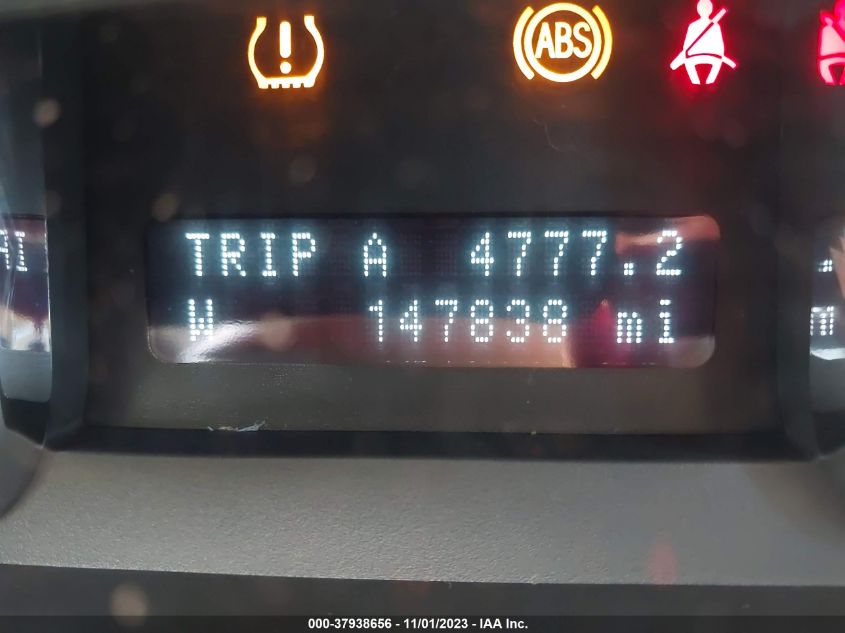 ABS
TRIP A 4777.2
W 147838 mi
000-37938656 - 11/01/2023 - IAA Inc.